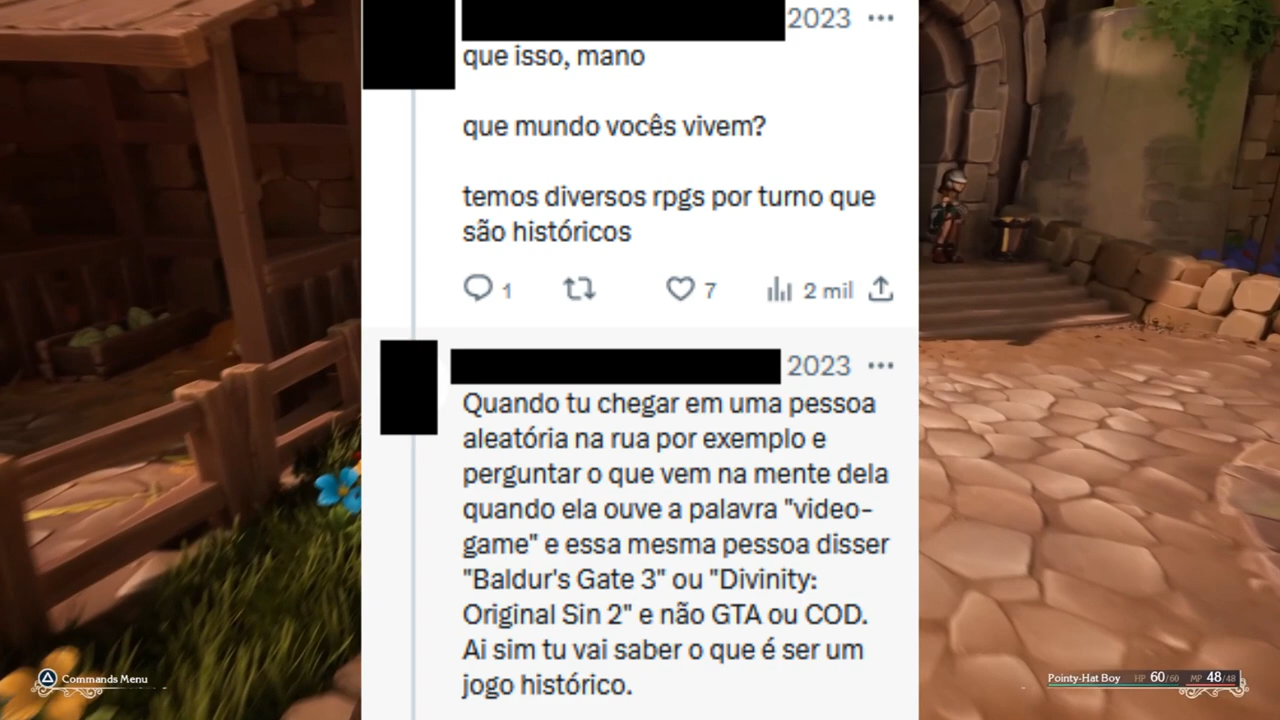 2023
que isso, mano
que mundo vocês vivem?
temos diversos rpgs por turno que
são históricos
1 7 2 mil
2023
Quando tu chegar em uma pessoa
aleatória na rua por exemplo e
perguntar o que vem na mente dela
quando ela ouve a palavra "video-
game" e essa mesma pessoa disser
"Baldur's Gate 3" ou "Divinity:
Original Sin 2" e não GTA ou COD.
Ai sim tu vai saber o que é ser um
jogo histórico.
Commands Menu
Pointy-Hat Boy HP 60/60 MP 48/48